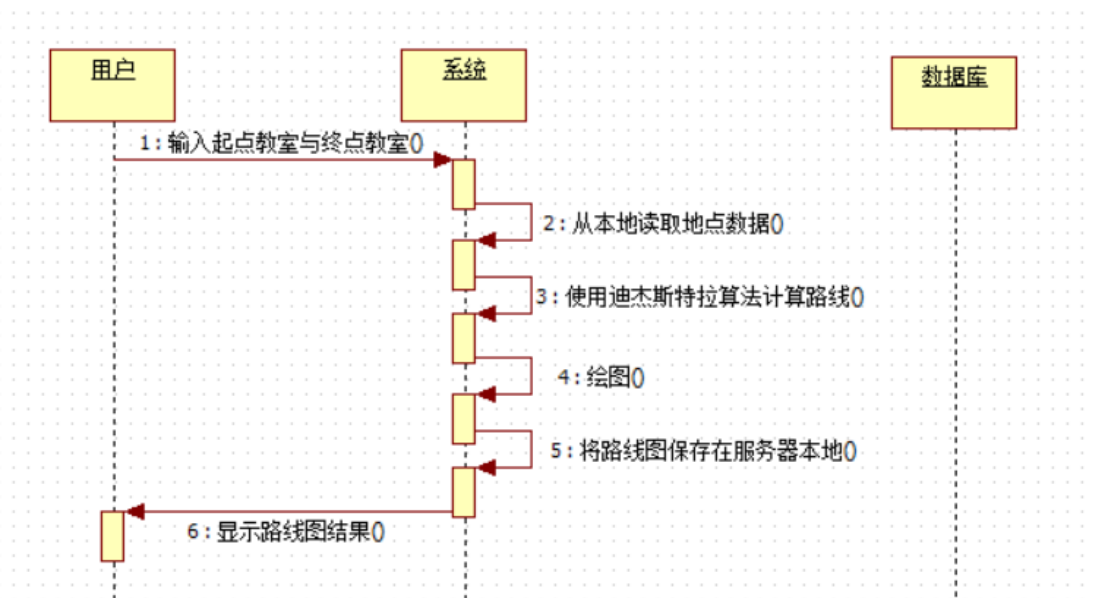 用户
系统
数据库
1:输入起点教室与终点教室()
2:从本地读取地点数据()
3:使用迪杰斯特拉算法计算路线()
4:绘图()
5:将路线图保存在服务器本地()
6:显示路线图结果()